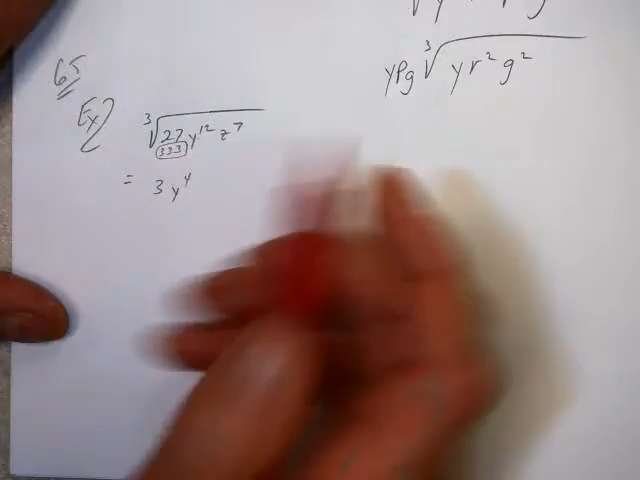 65
Ex)
∛27y¹²z⁷
333
= 3y⁴
ypg∛yr²g²